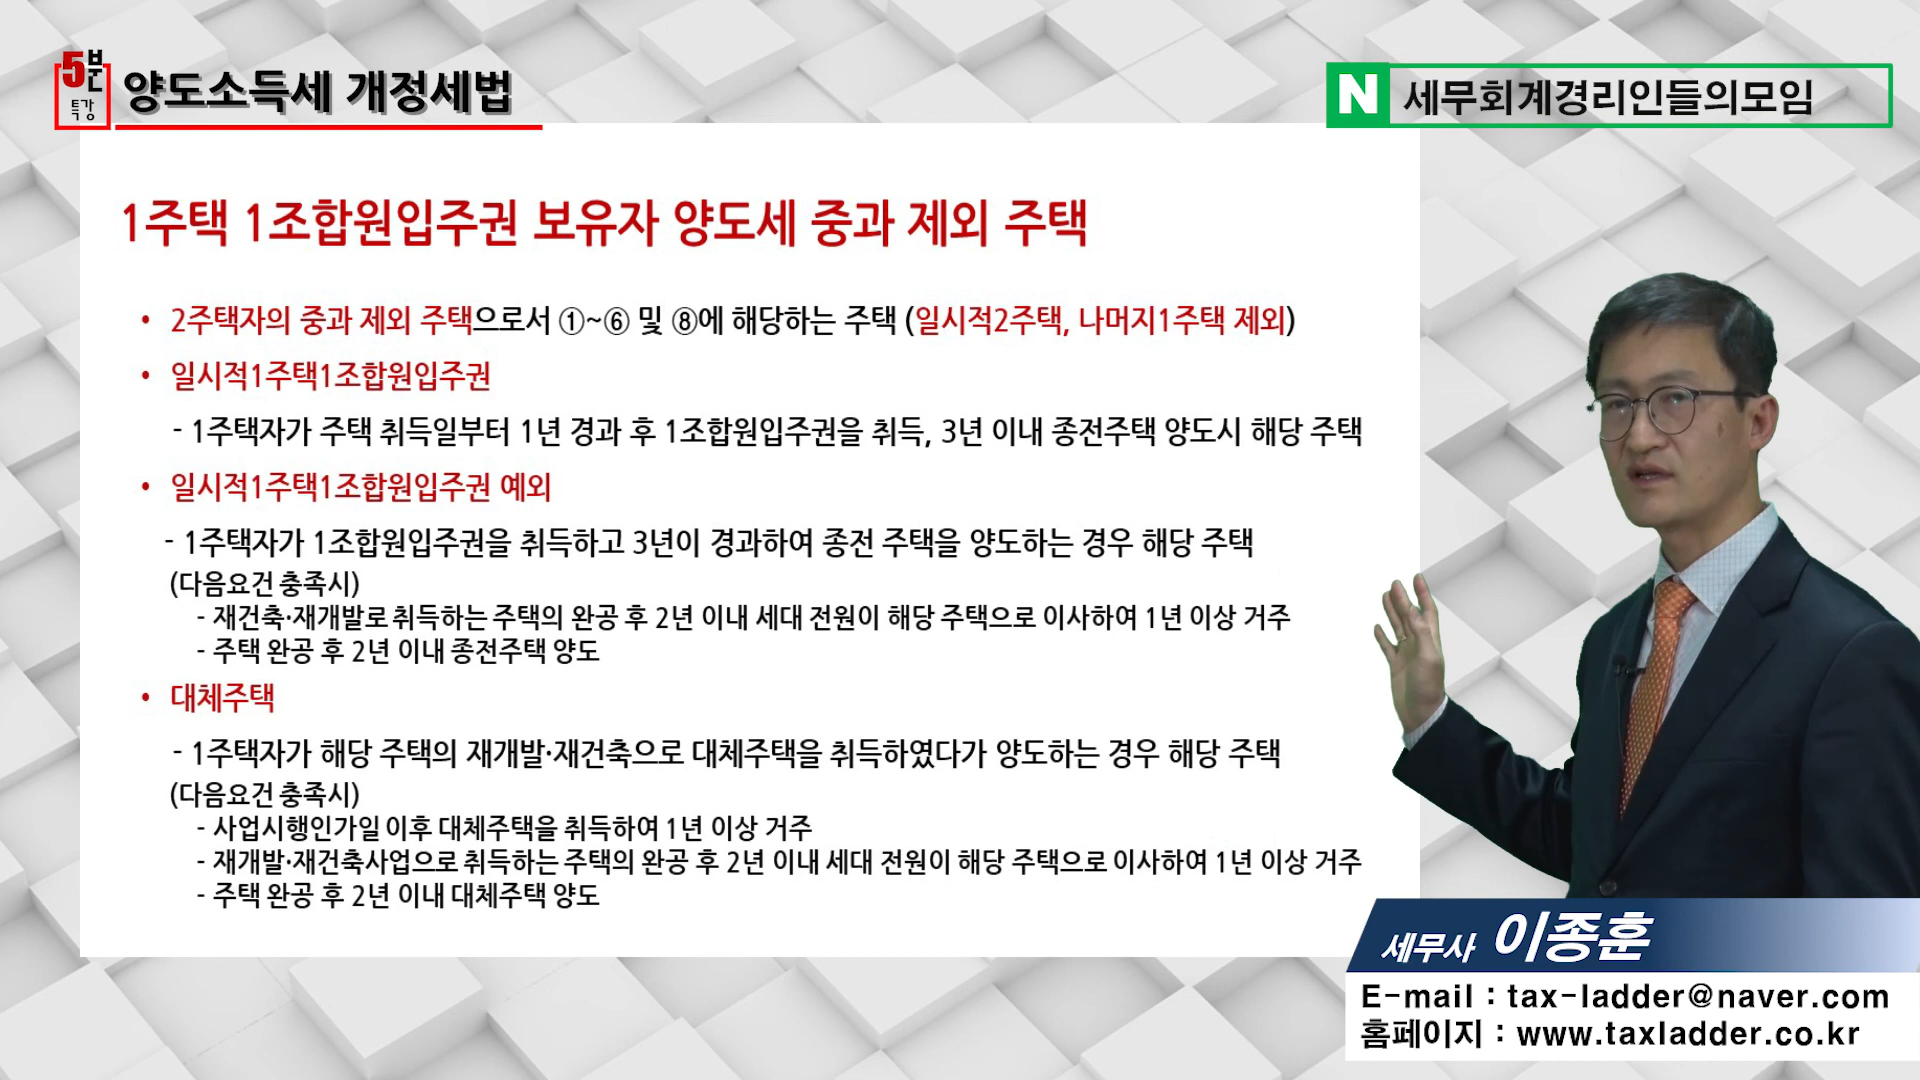 5분
특강
양도소득세 개정세법
N 세무회계경리인들의모임
1주택 1조합원입주권 보유자 양도세 중과 제외 주택
• 2주택자의 중과 제외 주택으로서 ①~⑥ 및 ⑧에 해당하는 주택 (일시적2주택, 나머지1주택 제외)
• 일시적1주택1조합원입주권
- 1주택자가 주택 취득일부터 1년 경과 후 1조합원입주권을 취득, 3년 이내 종전주택 양도시 해당 주택
• 일시적1주택1조합원입주권 예외
- 1주택자가 1조합원입주권을 취득하고 3년이 경과하여 종전 주택을 양도하는 경우 해당 주택
(다음요건 충족시)
- 재건축·재개발로 취득하는 주택의 완공 후 2년 이내 세대 전원이 해당 주택으로 이사하여 1년 이상 거주
- 주택 완공 후 2년 이내 종전주택 양도
• 대체주택
- 1주택자가 해당 주택의 재개발·재건축으로 대체주택을 취득하였다가 양도하는 경우 해당 주택
(다음요건 충족시)
- 사업시행인가일 이후 대체주택을 취득하여 1년 이상 거주
- 재개발·재건축사업으로 취득하는 주택의 완공 후 2년 이내 세대 전원이 해당 주택으로 이사하여 1년 이상 거주
- 주택 완공 후 2년 이내 대체주택 양도
세무사 이종훈
E-mail : tax-ladder@naver.com
홈페이지 : www.taxladder.co.kr